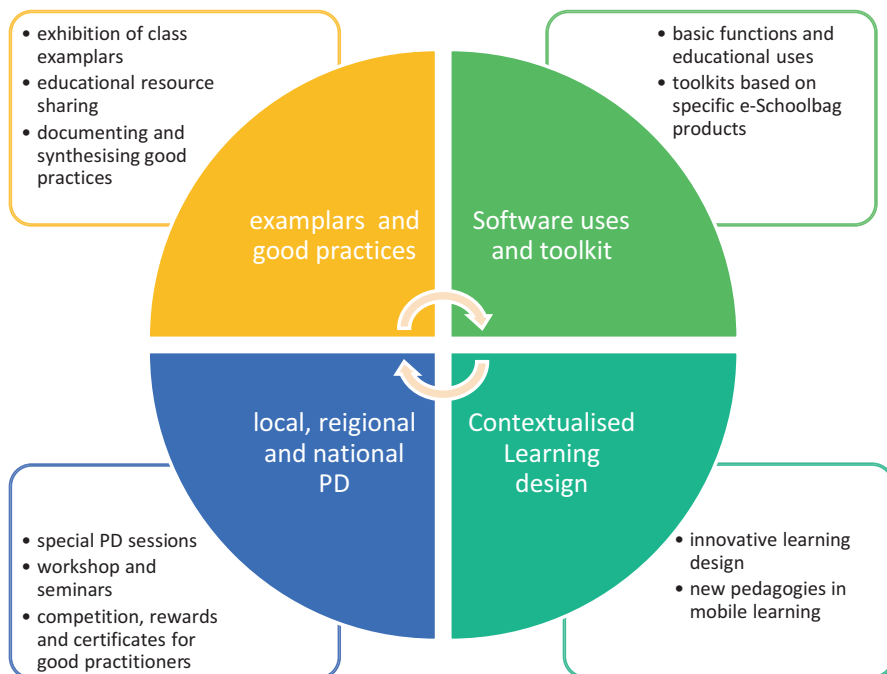 • exhibition of class
examplars
• educational resource
sharing
• documenting and
synthesising good
practices
• basic functions and
educational uses
• toolkits based on
specific e-Schoolbag
products
examplars and
good practices
Software uses
and toolkit
local, reigional
and national
PD
Contextualised
Learning
design
• special PD sessions
• workshop and
seminars
• competition, rewards
and certificates for
good practitioners
• innovative learning
design
• new pedagogies in
mobile learning